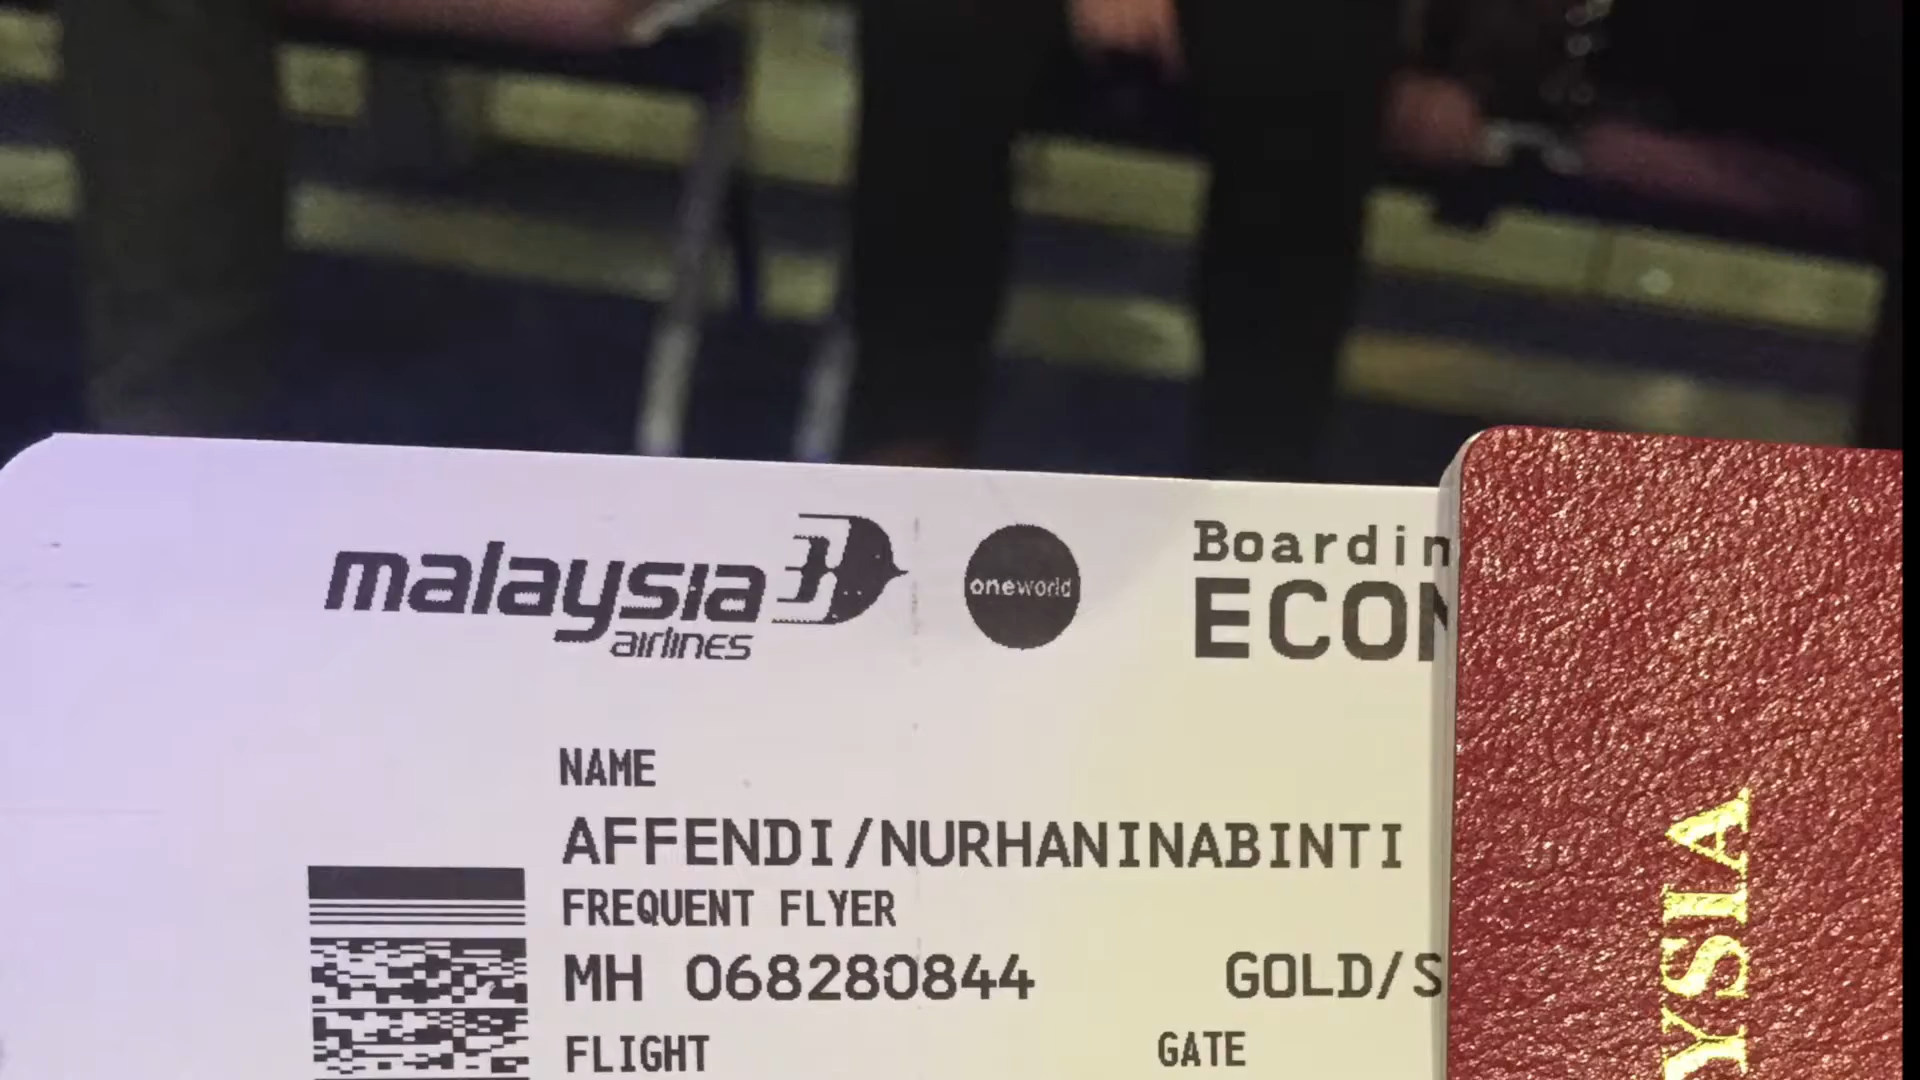 malaysia
airlines
oneworld
Boardin
ECON
NAME
AFFENDI/NURHANINABINTI
FREQUENT FLYER
MH 068280844 GOLD/S
FLIGHT GATE
YSIA